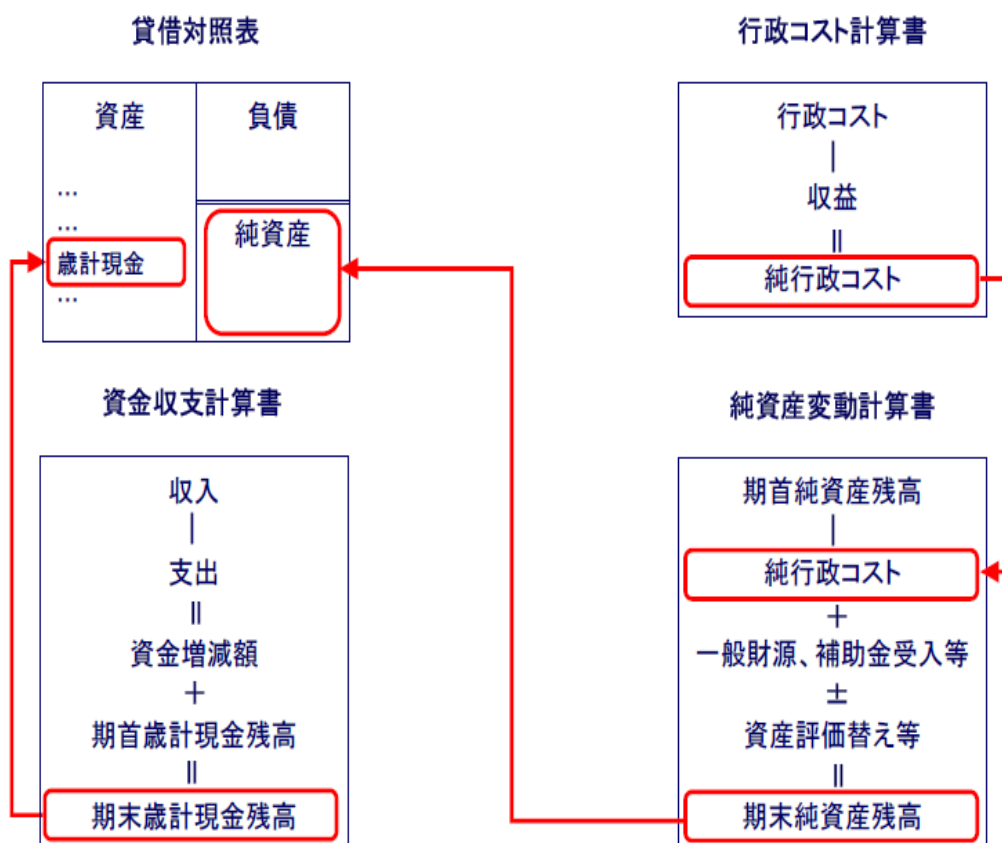 貸借対照表
資産
負債
…
…
歳計現金
…
純資産
行政コスト計算書
行政コスト
|
収益
||
純行政コスト
資金収支計算書
収入
|
支出
||
資金増減額
+
期首歳計現金残高
||
期末歳計現金残高
純資産変動計算書
期首純資産残高
|
純行政コスト
+
一般財源、補助金受入等
±
資産評価替え等
||
期末純資産残高